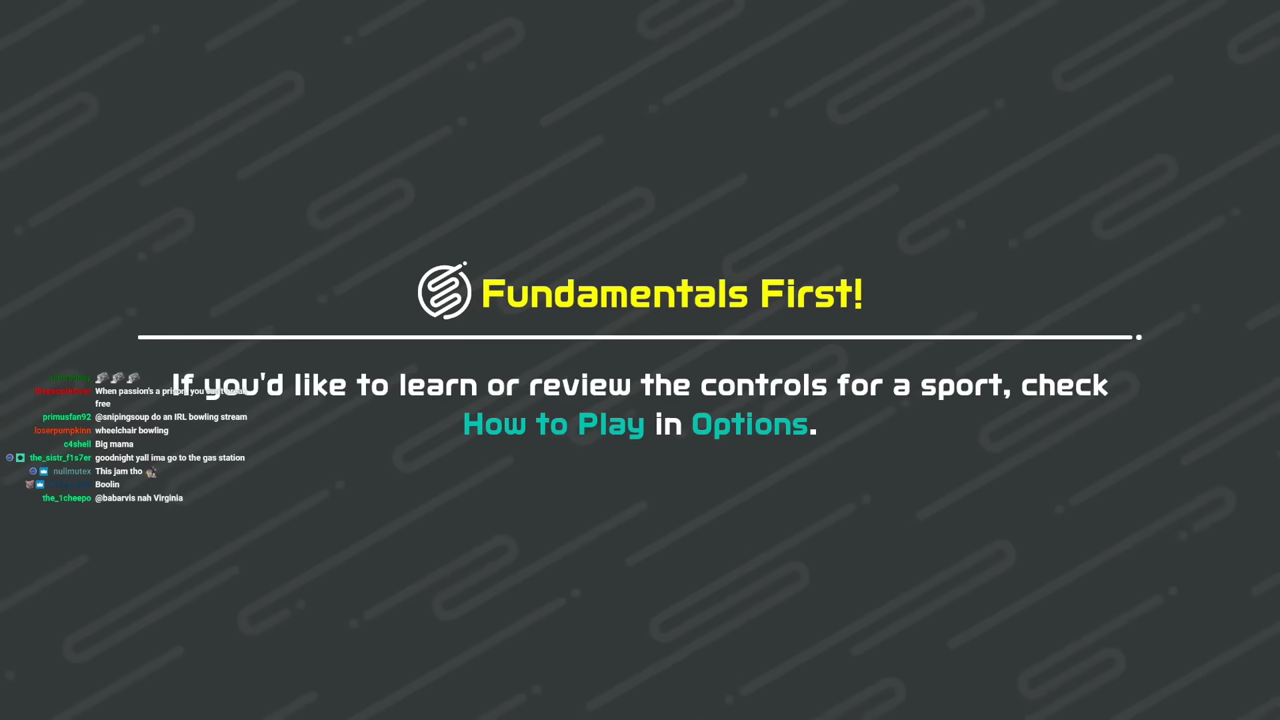 Fundamentals First!
If you'd like to learn or review the controls for a sport, check
How to Play in Options.
When passion's a prison, you
free
primusfan92 @snipingsoup do an IRL bowling stream
loserpumpkinn wheelchair bowling
c4shell Big mama
the_sistr_f1s7er goodnight yall ima go to the gas station
nullmutex This jam tho
Boolin
the_1cheepo @babarvis nah Virginia